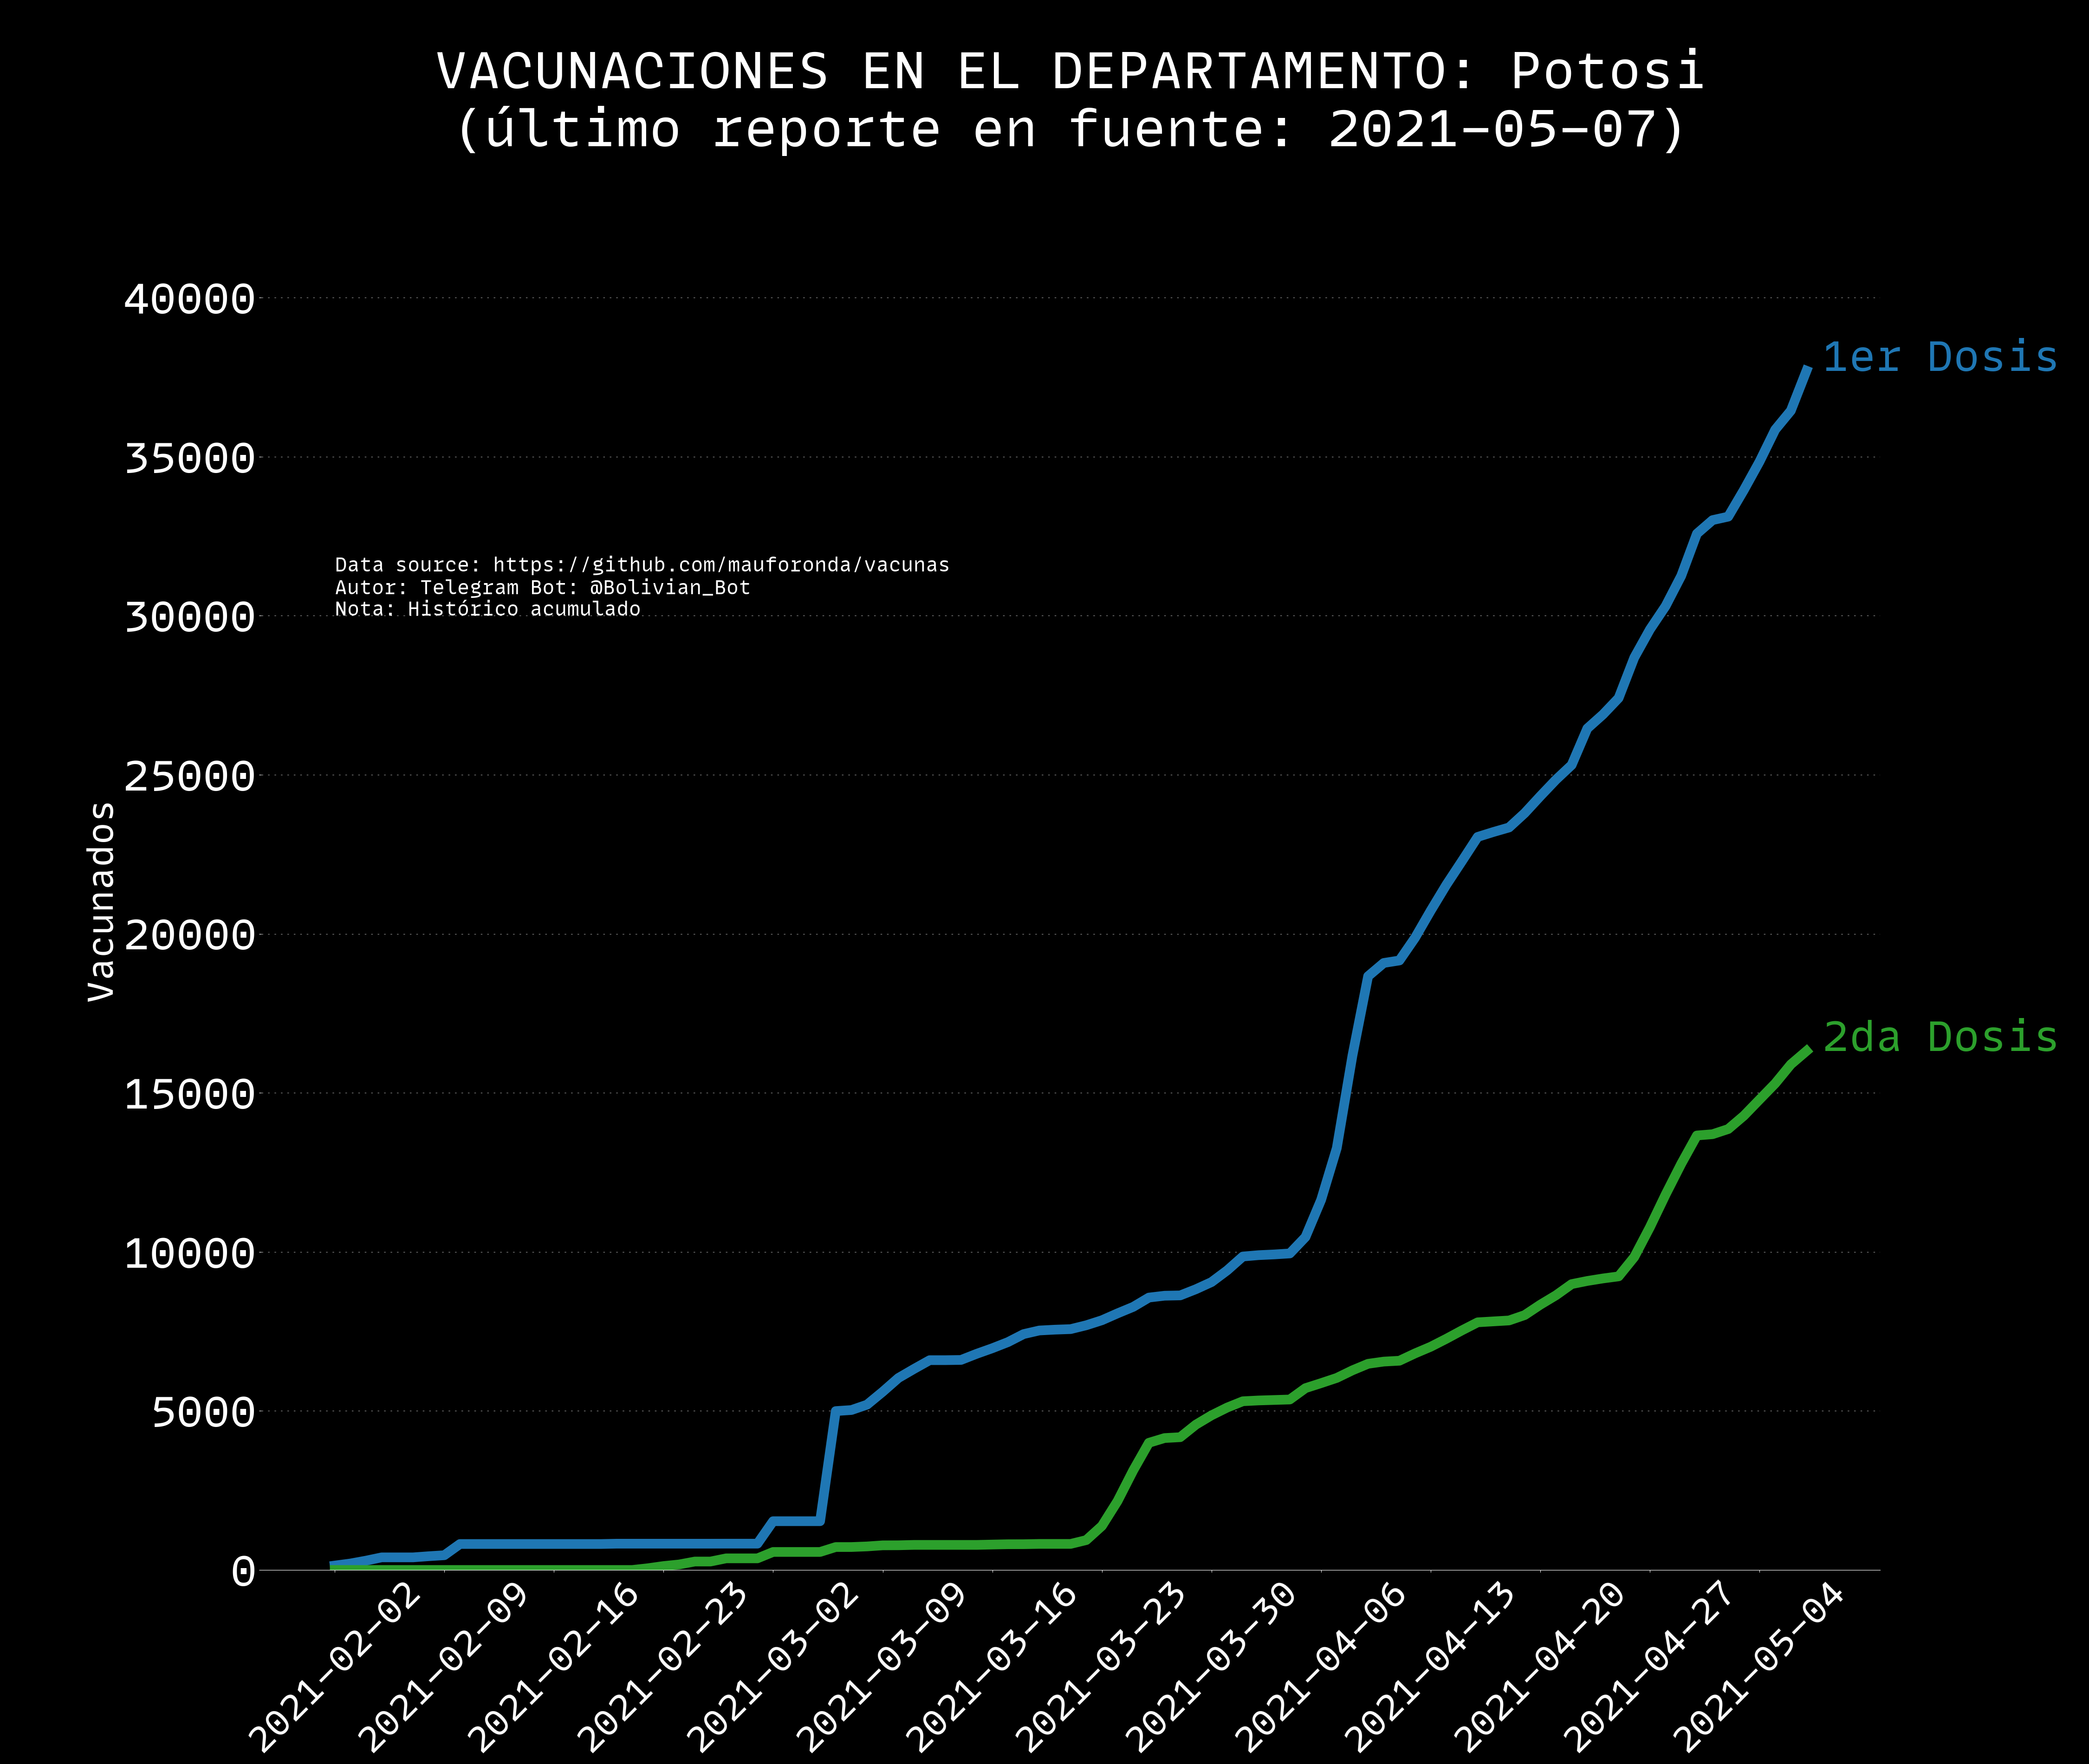 VACUNACIONES EN EL DEPARTAMENTO: Potosi
(último reporte en fuente: 2021-05-07)
40000
1er Dosis
35000
Data source: https://github.com/mauforonda/vacunas
Autor: Telegram Bot: @Bolivian_Bot
Nota: Histórico acumulado
30000
25000
Vacunados
20000
2da Dosis
15000
10000
5000
0
2021-02-02
2021-02-09
2021-02-16
2021-02-23
2021-03-02
2021-03-09
2021-03-16
2021-03-23
2021-03-30
2021-04-06
2021-04-13
2021-04-20
2021-04-27
2021-05-04